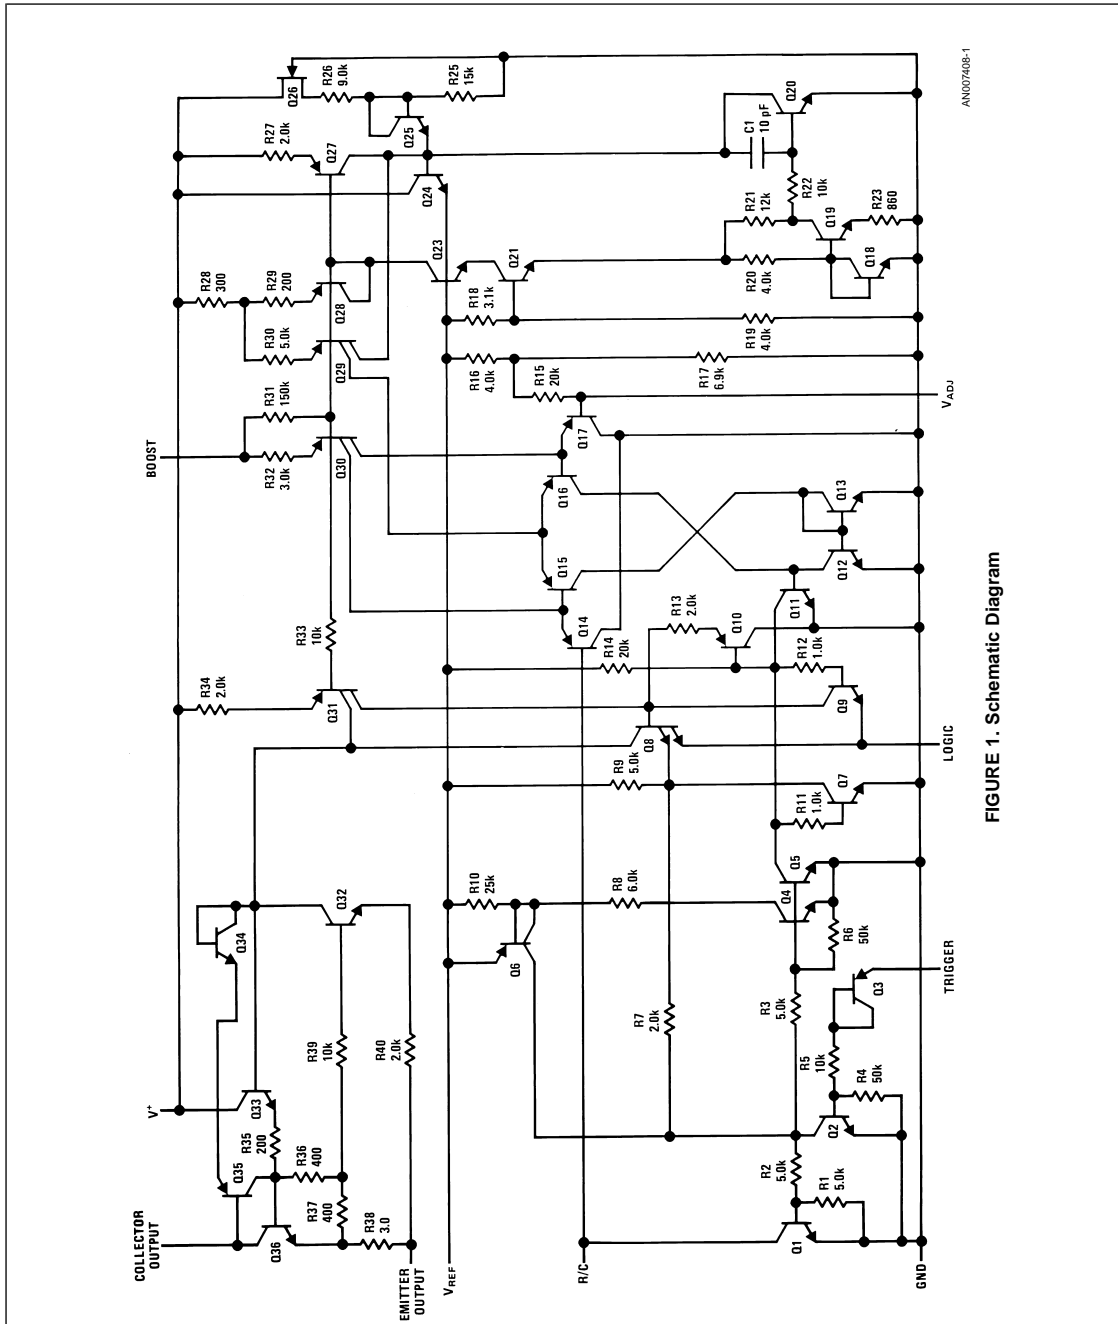 COLLECTOR
OUTPUT
V+
BOOST
Q35
R35
200
Q33
Q34
R34
2.0k
R28
300
R27
2.0k
Q26
R26
9.0k
R25
15k
Q36
R36
400
R37
400
R38
3.0
R39
10k
R40
2.0k
Q32
Q31
R33
10k
R32
3.0k
R31
150k
Q30
R30
5.0k
R29
200
Q29
Q28
Q27
Q25
Q24
Q23
EMITTER
OUTPUT
VREF
Q6
R10
25k
R16
4.0k
R18
3.1k
Q21
R15
20k
R/C
R8
6.0k
R9
5.0k
R14
20k
Q14
Q15
Q16
Q17
R7
2.0k
Q8
R13
2.0k
Q10
R17
6.9k
R19
4.0k
R20
4.0k
R21
12k
C1
10 pF
Q20
R22
10k
Q1
R2
5.0k
R1
5.0k
Q2
R3
5.0k
R5
10k
R4
50k
Q3
Q4
Q5
R6
50k
R11
1.0k
Q7
R12
1.0k
Q9
Q11
Q12
Q13
Q18
Q19
R23
860
GND
TRIGGER
LOGIC
VADJ
AN007408-1
FIGURE 1. Schematic Diagram